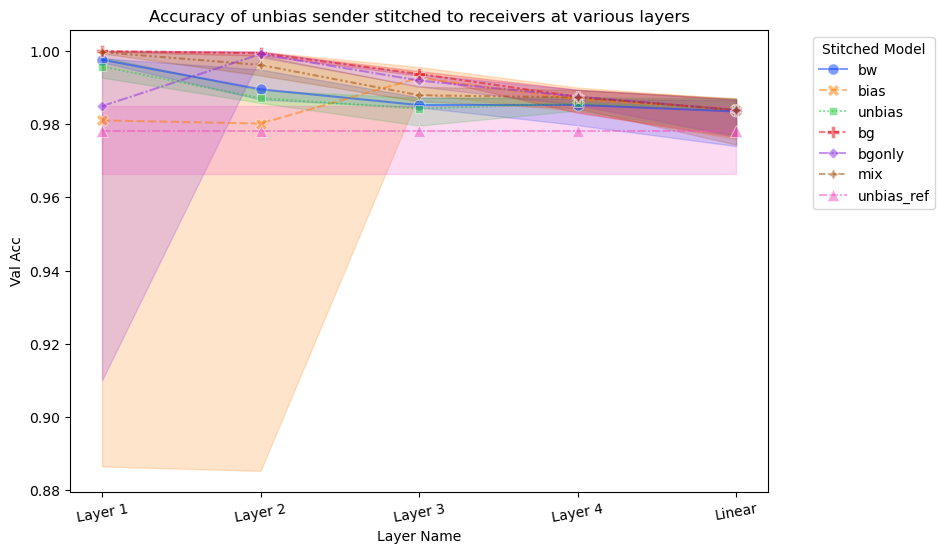 Accuracy of unbias sender stitched to receivers at various layers
1.00
0.98
0.96
0.94
0.92
0.90
0.88
Val Acc
Layer 1
Layer 2
Layer 3
Layer 4
Linear
Layer Name
Stitched Model
bw
bias
unbias
bg
bgonly
mix
unbias_ref